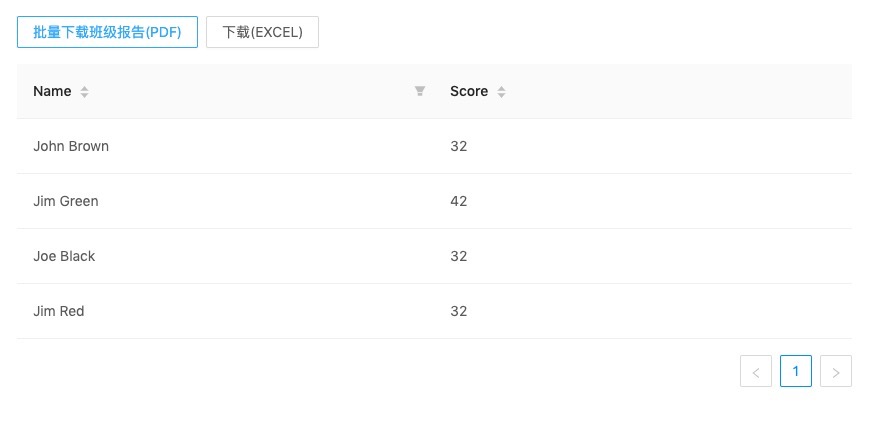 批量下载班级报告(PDF) 下载(EXCEL)
Name Score
John Brown 32
Jim Green 42
Joe Black 32
Jim Red 32
< 1 >